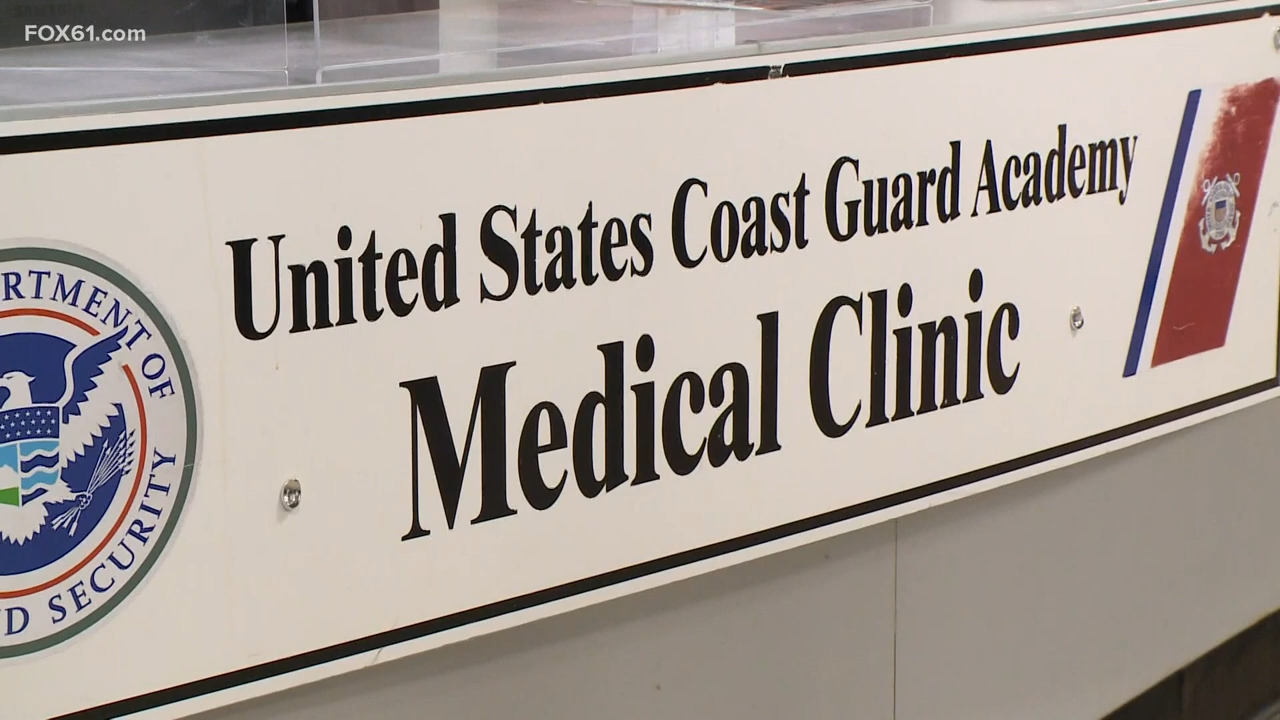 FOX61.com
United States Coast Guard Academy
Medical Clinic
RTMENT OF
D SECURITY